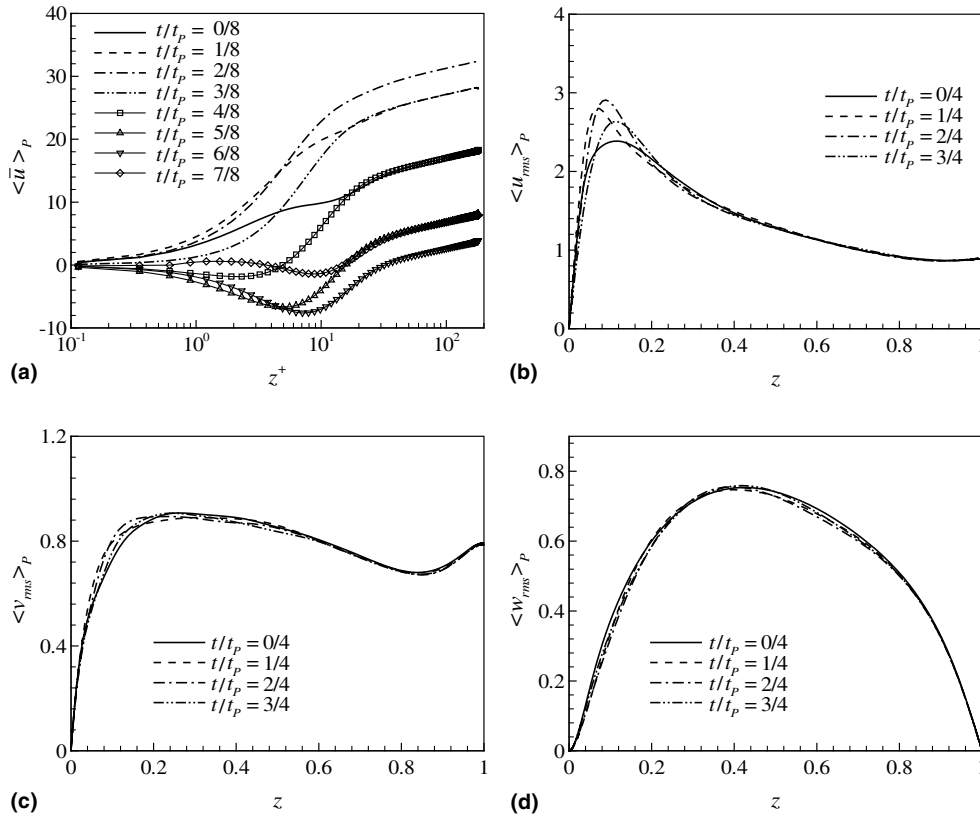 40
30
20
10
0
-10
<ū>P
t/tP = 0/8
t/tP = 1/8
t/tP = 2/8
t/tP = 3/8
t/tP = 4/8
t/tP = 5/8
t/tP = 6/8
t/tP = 7/8
10-1 100 101 102
z+
(a)
4
3
2
1
0
<urms>P
t/tP = 0/4
t/tP = 1/4
t/tP = 2/4
t/tP = 3/4
0 0.2 0.4 0.6 0.8 1
z
(b)
1.2
0.8
0.4
0
<vrms>P
t/tP = 0/4
t/tP = 1/4
t/tP = 2/4
t/tP = 3/4
0 0.2 0.4 0.6 0.8 1
z
(c)
0.8
0.6
0.4
0.2
0
<wrms>P
t/tP = 0/4
t/tP = 1/4
t/tP = 2/4
t/tP = 3/4
0 0.2 0.4 0.6 0.8 1
z
(d)